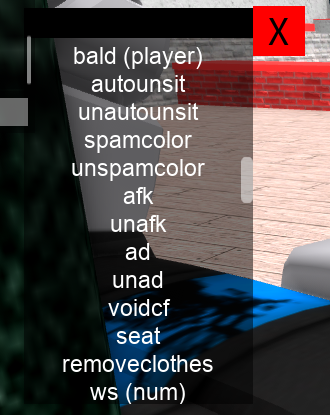 X
bald (player)
autounsit
unautounsit
spamcolor
unspamcolor
afk
unafk
ad
unad
voidcf
seat
removeclothes
ws (num)